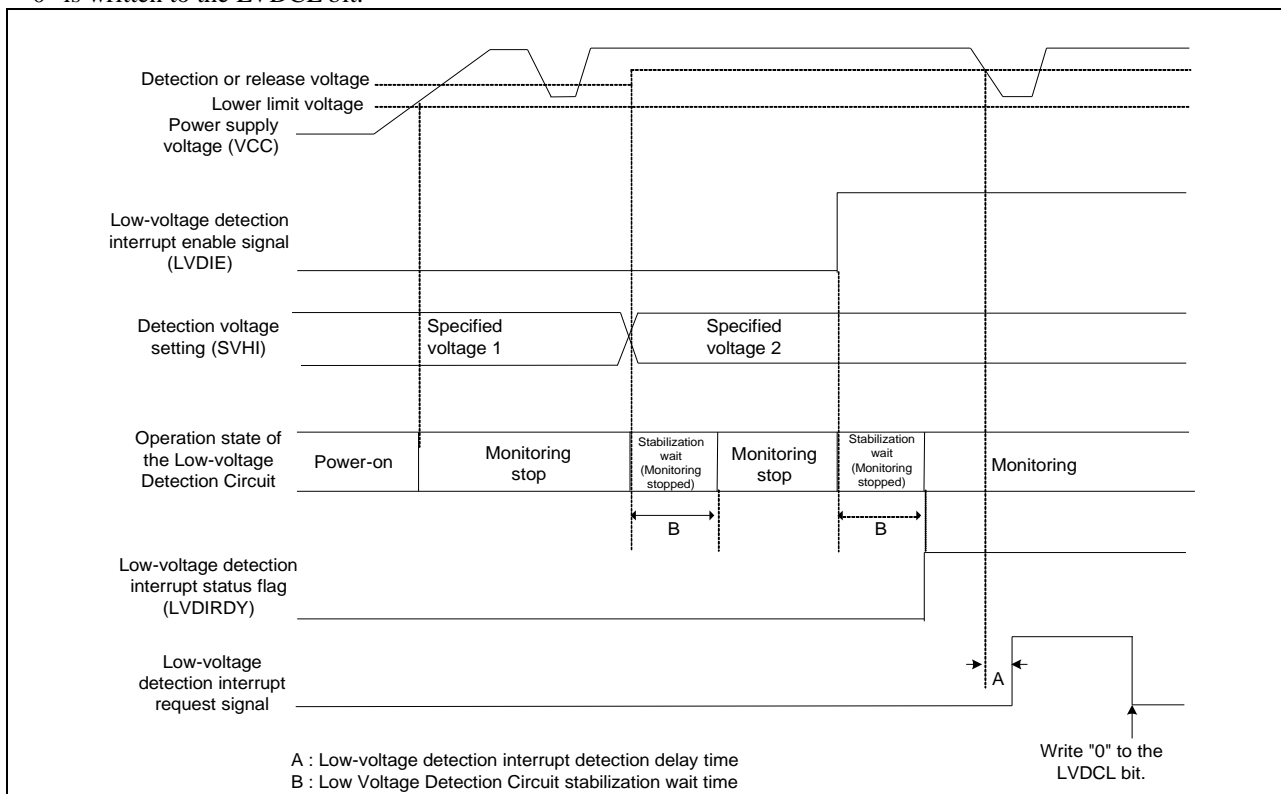 "0" is written to the LVDCL bit.
Detection or release voltage
Lower limit voltage
Power supply
voltage (VCC)
Low-voltage detection
interrupt enable signal
(LVDIE)
Detection voltage
setting (SVHI)
Specified
voltage 1
Specified
voltage 2
Operation state of
the Low-voltage
Detection Circuit
Power-on
Monitoring
stop
Stabilization
wait
(Monitoring
stopped)
Monitoring
stop
Stabilization
wait
(Monitoring
stopped)
Monitoring
B
B
Low-voltage detection
interrupt status flag
(LVDIRDY)
Low-voltage
detection interrupt
request signal
A
Write "0" to the
LVDCL bit.
A : Low-voltage detection interrupt detection delay time
B : Low Voltage Detection Circuit stabilization wait time